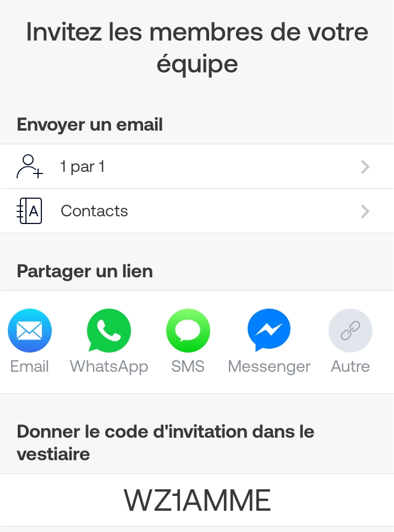 Invitez les membres de votre
équipe
Envoyer un email
1 par 1
A
Contacts
Partager un lien
Email WhatsApp SMS Messenger Autre
Donner le code d'invitation dans le
vestiaire
WZ1AMME